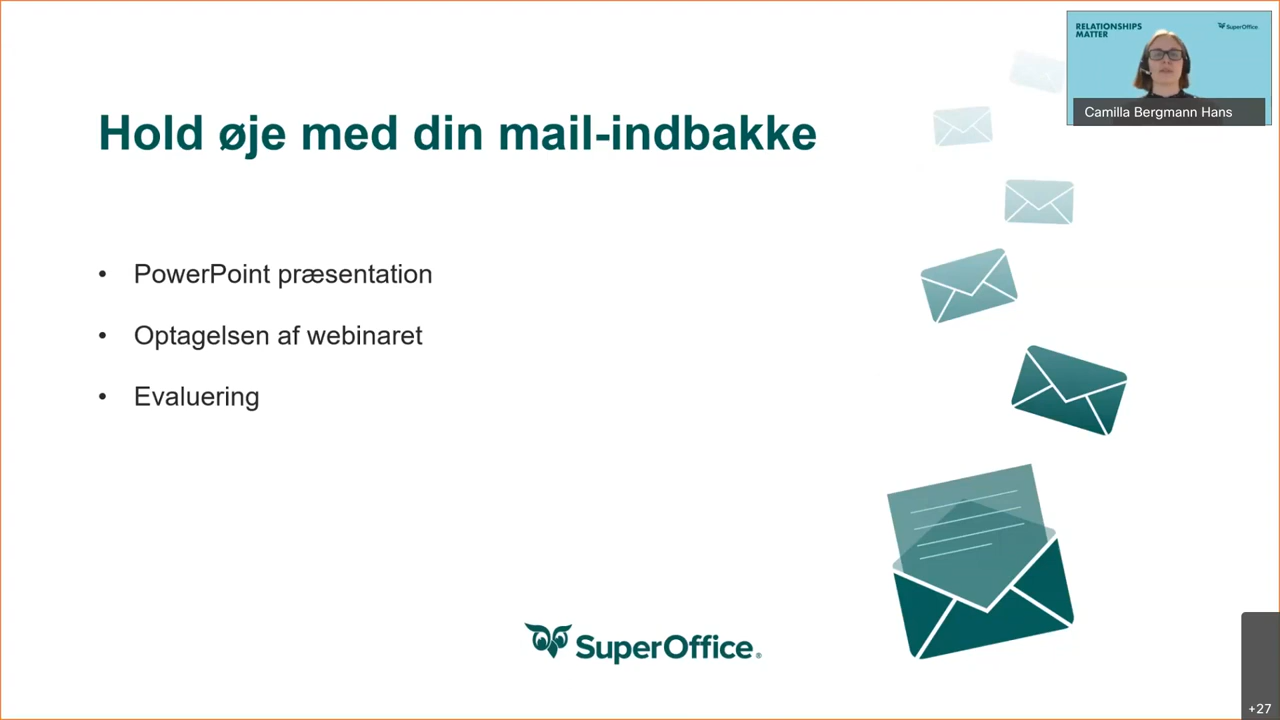 RELATIONSHIPS
MATTER
SuperOffice
Camilla Bergmann Hans
Hold øje med din mail-indbakke
• PowerPoint præsentation
• Optagelsen af webinaret
• Evaluering
SuperOffice®
+27